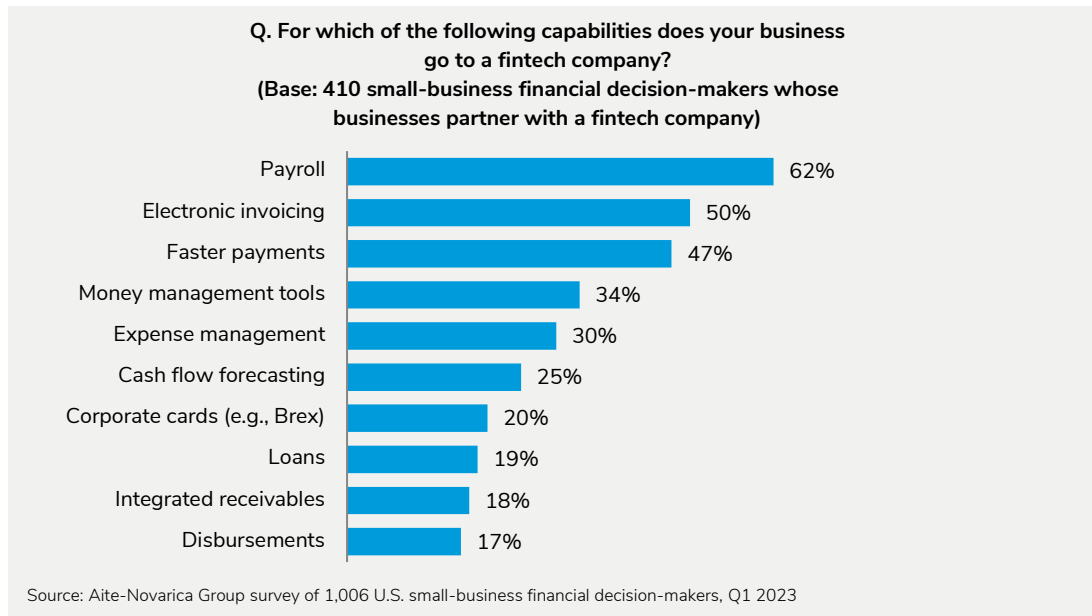 Q. For which of the following capabilities does your business
go to a fintech company?
(Base: 410 small-business financial decision-makers whose
businesses partner with a fintech company)
Payroll 62%
Electronic invoicing 50%
Faster payments 47%
Money management tools 34%
Expense management 30%
Cash flow forecasting 25%
Corporate cards (e.g., Brex) 20%
Loans 19%
Integrated receivables 18%
Disbursements 17%
Source: Aite-Novarica Group survey of 1,006 U.S. small-business financial decision-makers, Q1 2023